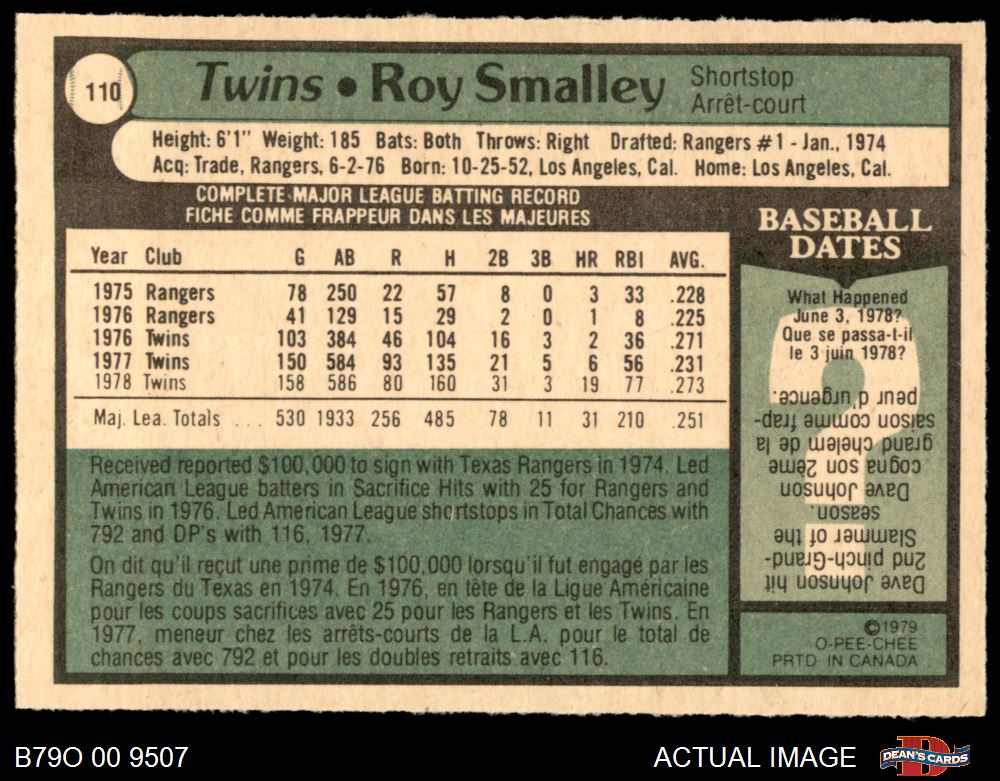 110
Twins • Roy Smalley
Shortstop
Arrêt-court
Height: 6'1" Weight: 185 Bats: Both Throws: Right Drafted: Rangers #1 - Jan., 1974
Acq: Trade, Rangers, 6-2-76 Born: 10-25-52, Los Angeles, Cal. Home: Los Angeles, Cal.
COMPLETE MAJOR LEAGUE BATTING RECORD
FICHE COMME FRAPPEUR DANS LES MAJEURES
Year Club G AB R H 2B 3B HR RBI AVG.
1975 Rangers 78 250 22 57 8 0 3 33 .228
1976 Rangers 41 129 15 29 2 0 1 8 .225
1976 Twins 103 384 46 104 16 3 2 36 .271
1977 Twins 150 584 93 135 21 5 6 56 .231
1978 Twins 158 586 80 160 31 3 19 77 .273
Maj. Lea. Totals ... 530 1933 256 485 78 11 31 210 .251
Received reported $100,000 to sign with Texas Rangers in 1974. Led
American League batters in Sacrifice Hits with 25 for Rangers and
Twins in 1976. Led American League shortstops in Total Chances with
792 and DP's with 116, 1977.
On dit qu'il reçut une prime de $100,000 lorsqu'il fut engagé par les
Rangers du Texas en 1974. En 1976, en tête de la Ligue Américaine
pour les coups sacrifices avec 25 pour les Rangers et les Twins. En
1977, meneur chez les arrêts-courts de la L.A. pour le total de
chances avec 792 et pour les doubles retraits avec 116.
BASEBALL
DATES
What Happened
June 3, 1978?
Que se passa-t-il
le 3 juin 1978?
Dave Johnson hit
2nd pinch-Grand-
Slammer of the
season.
Dave Johnson
cogna son 2ème
grand chelem de la
saison comme frap-
peur d'urgence.
©1979
O-PEE-CHEE
PRTD IN CANADA
B79O 00 9507
ACTUAL IMAGE
DEAN'S CARDS